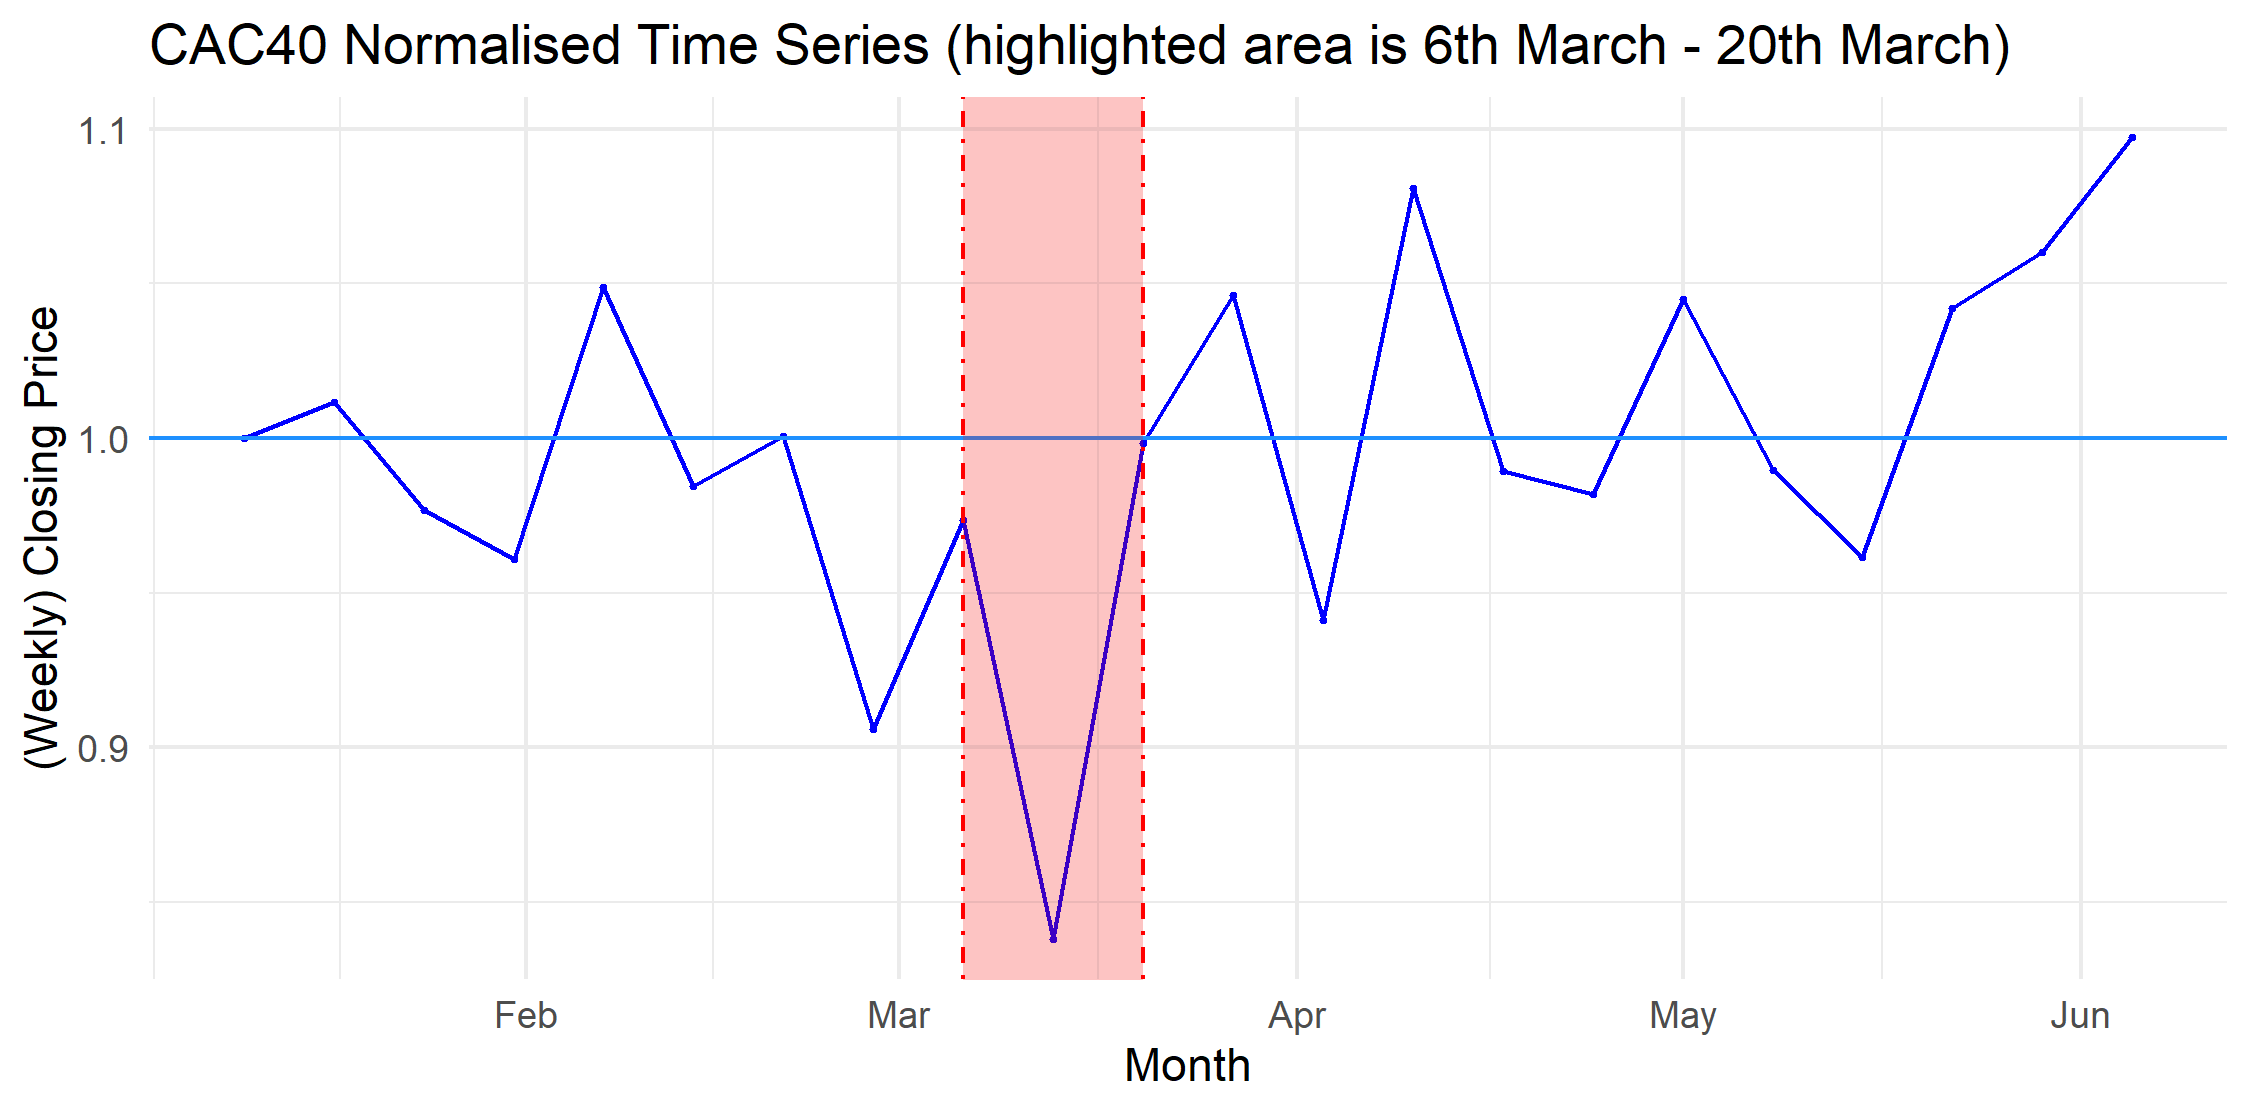 CAC40 Normalised Time Series (highlighted area is 6th March - 20th March)
(Weekly) Closing Price
1.1
1.0
0.9
Feb
Mar
Apr
May
Jun
Month